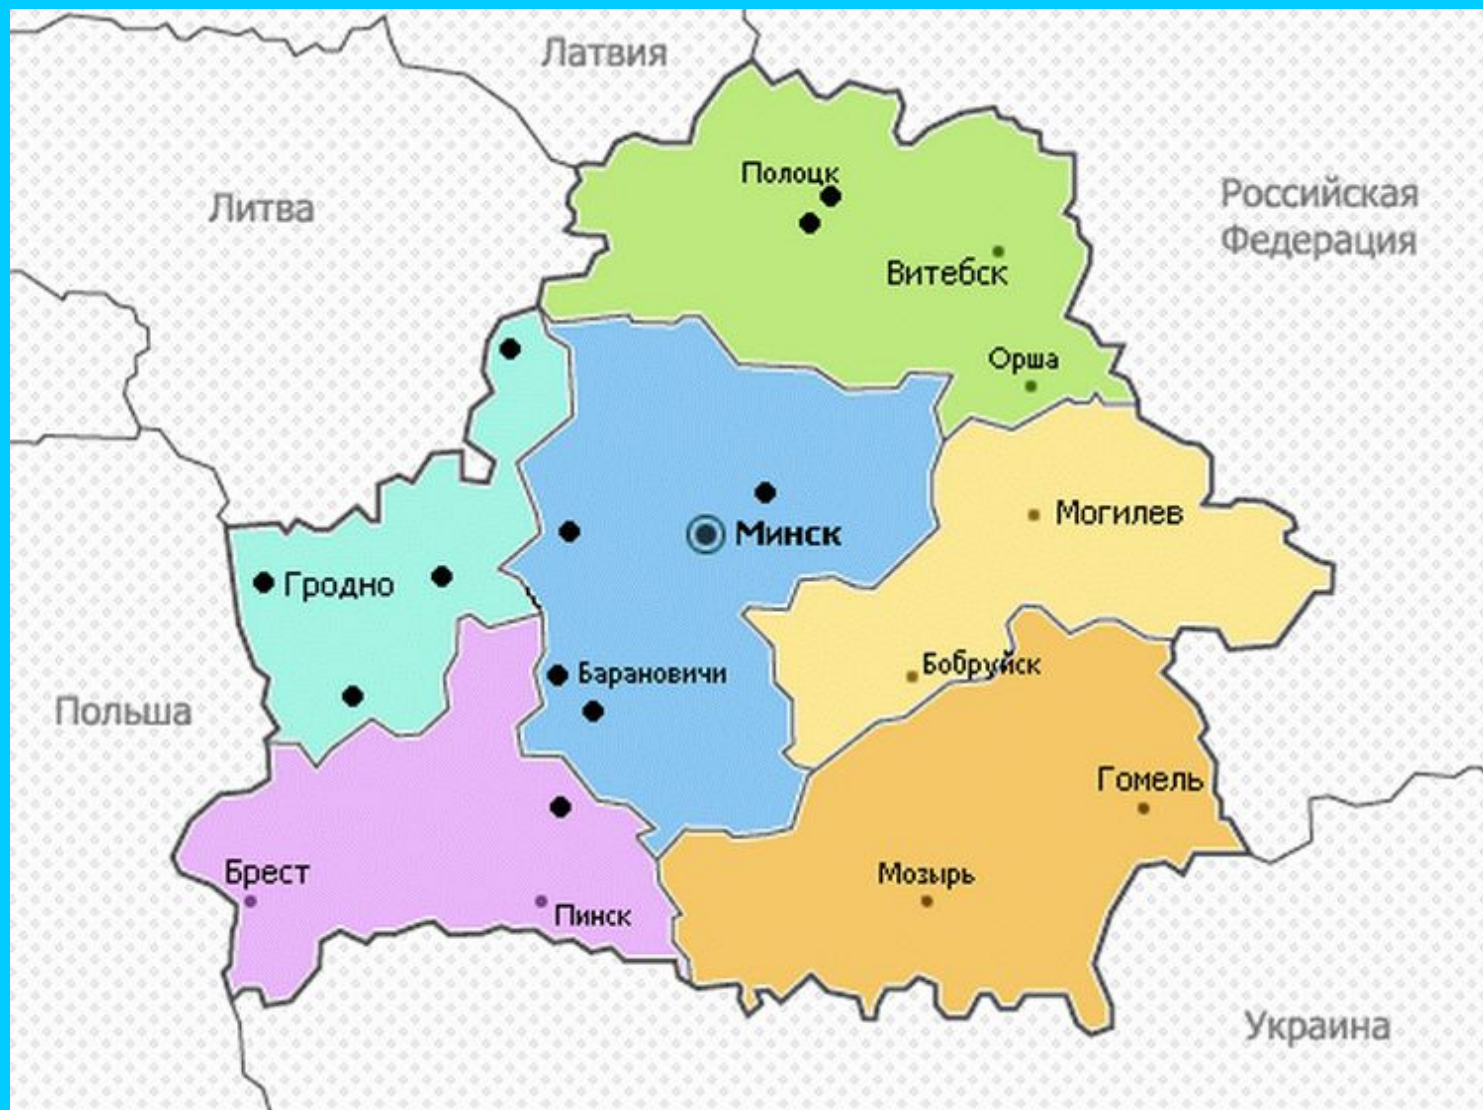 Латвия
Полоцк
Литва
Российская
Федерация
Витебск
Орша
Могилев
Минск
Гродно
Бобруйск
Барановичи
Польша
Гомель
Брест
Мозырь
Пинск
Украина